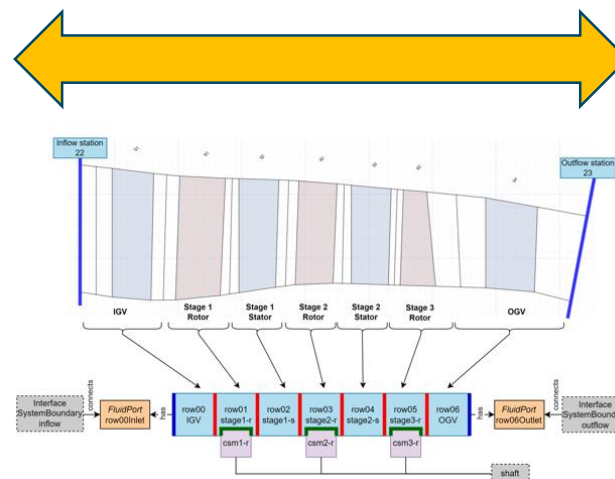 Inflow station
22
Outflow station
23
IGV
Stage 1
Rotor
Stage 1
Stator
Stage 2
Rotor
Stage 2
Stator
Stage 3
Rotor
OGV
Interface
SystemBoundary
inflow
connects
FluidPort
row00Inlet
has
row00
IGV
row01
stage1-r
row02
stage1-s
row03
stage2-r
row04
stage2-s
row05
stage3-r
row06
OGV
has
FluidPort
row06Outlet
connects
Interface
SystemBound
outflow
csm1-r
csm2-r
csm3-r
shaft